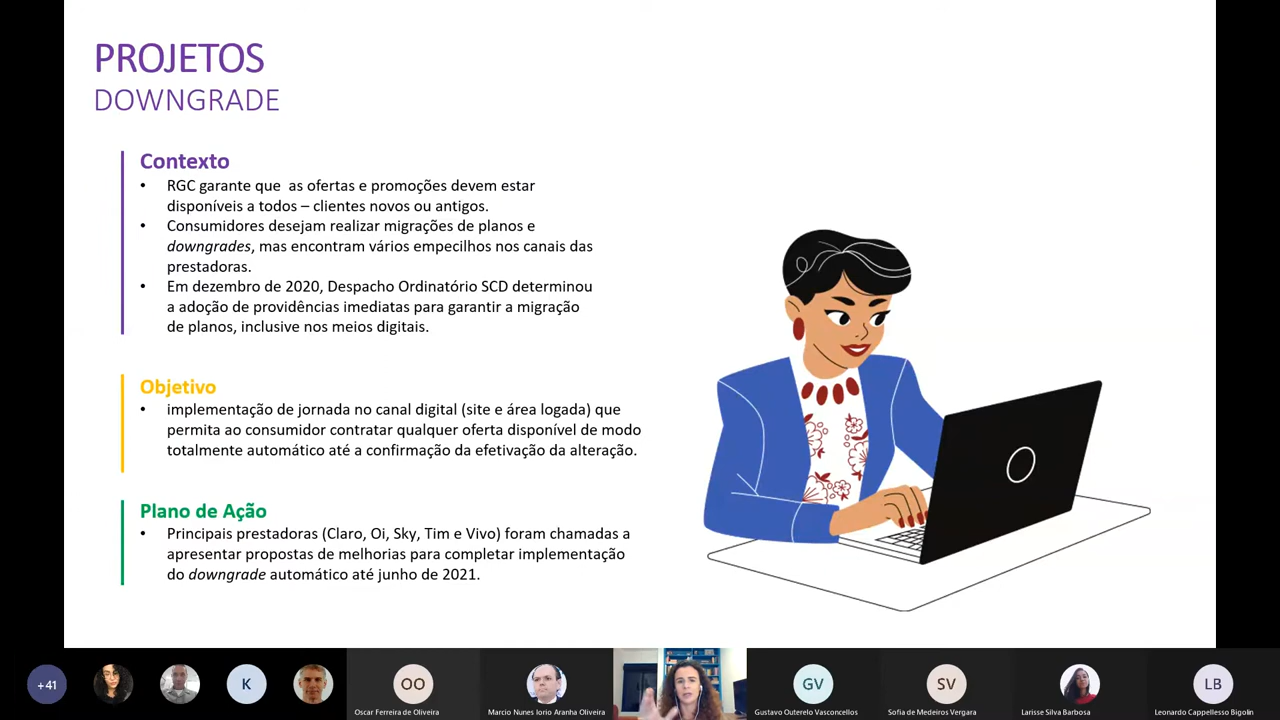 PROJETOS
DOWNGRADE
Contexto
• RGC garante que as ofertas e promoções devem estar
disponíveis a todos – clientes novos ou antigos.
• Consumidores desejam realizar migrações de planos e
downgrades, mas encontram vários empecilhos nos canais das
prestadoras.
• Em dezembro de 2020, Despacho Ordinatório SCD determinou
a adoção de providências imediatas para garantir a migração
de planos, inclusive nos meios digitais.
Objetivo
• implementação de jornada no canal digital (site e área logada) que
permita ao consumidor contratar qualquer oferta disponível de modo
totalmente automático até a confirmação da efetivação da alteração.
Plano de Ação
• Principais prestadoras (Claro, Oi, Sky, Tim e Vivo) foram chamadas a
apresentar propostas de melhorias para completar implementação
do downgrade automático até junho de 2021.
+41
K
OO
GV
SV
LB
Oscar Ferreira de Oliveira
Marcio Nunes Iorio Aranha Oliveira
Gustavo Outerelo Vasconcellos
Sofia de Medeiros Vergara
Larisse Silva Barbosa
Leonardo Cappellesso Bigolin